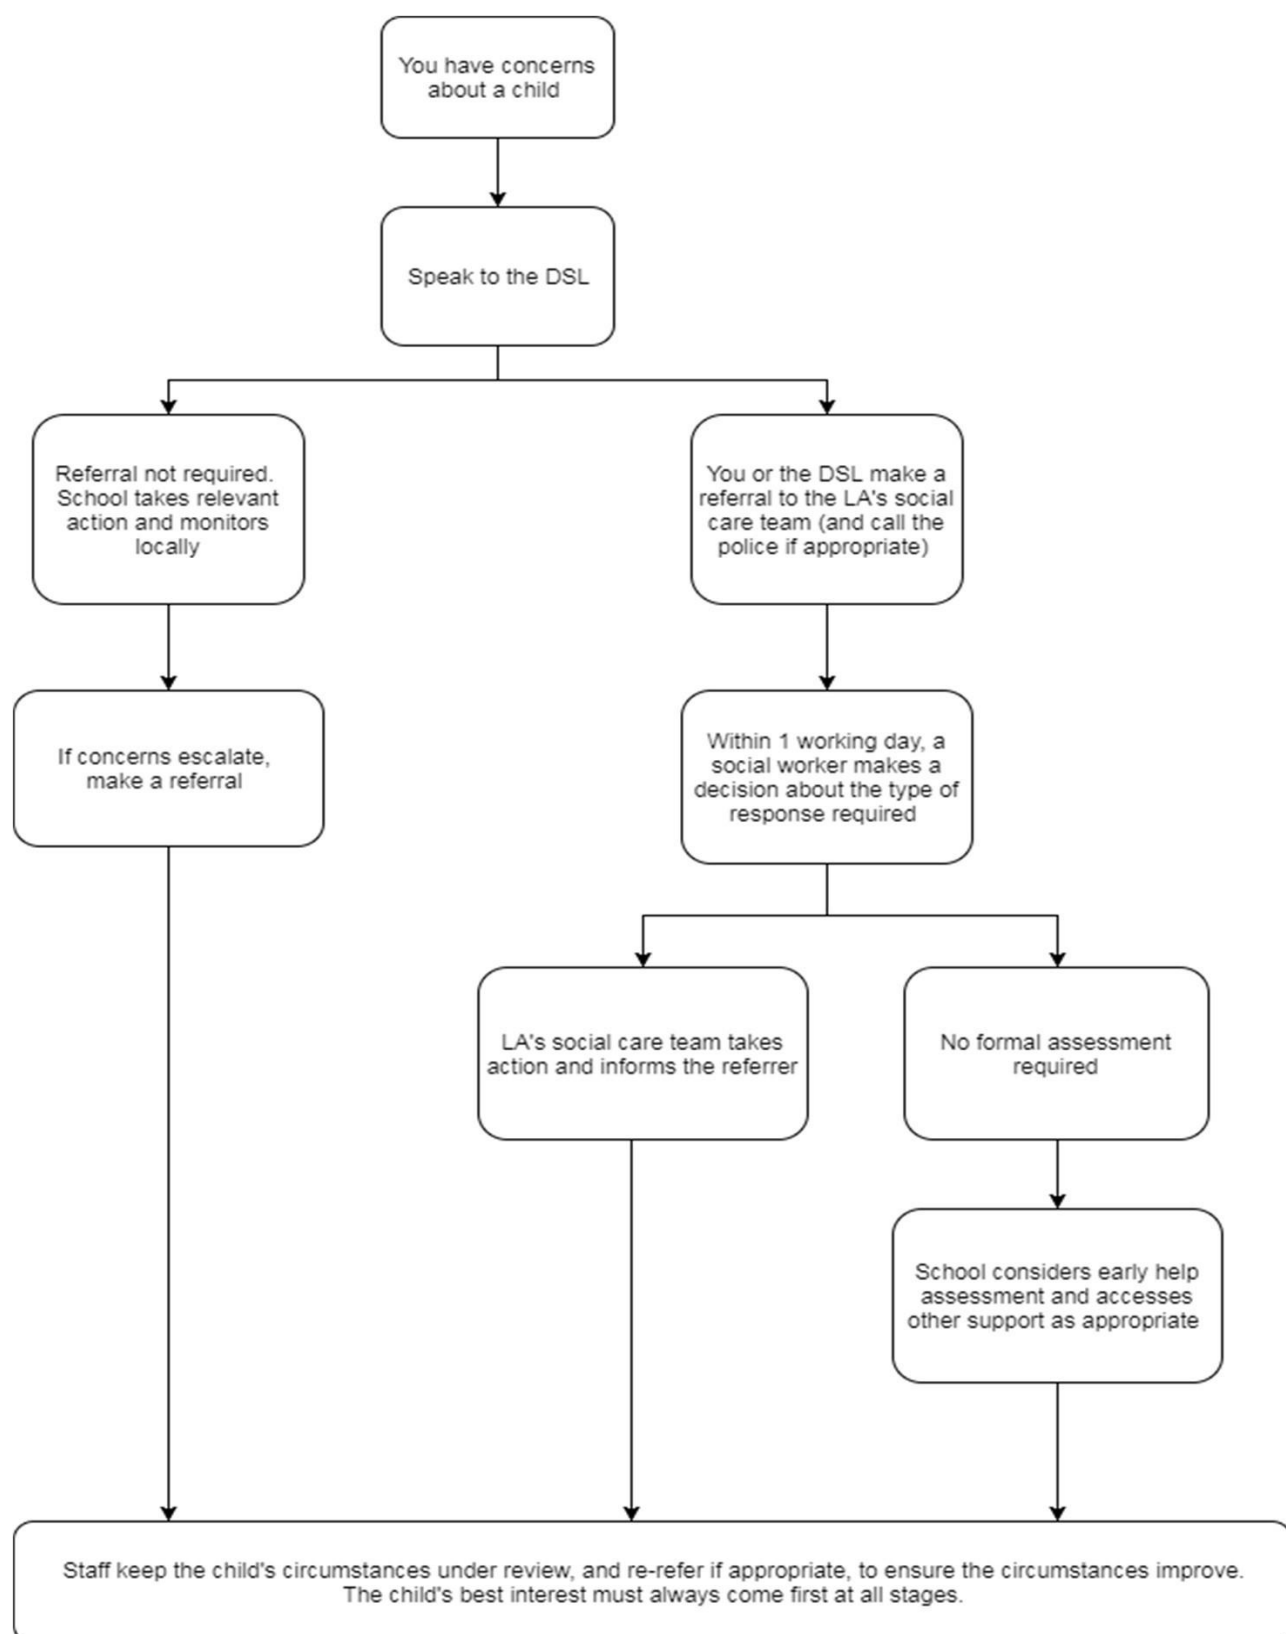 You have concerns
about a child
Speak to the DSL
Referral not required.
School takes relevant
action and monitors
locally
You or the DSL make a
referral to the LA's social
care team (and call the
police if appropriate)
If concerns escalate,
make a referral
Within 1 working day, a
social worker makes a
decision about the type of
response required
LA's social care team takes
action and informs the referrer
No formal assessment
required
School considers early help
assessment and accesses
other support as appropriate
Staff keep the child's circumstances under review, and re-refer if appropriate, to ensure the circumstances improve.
The child's best interest must always come first at all stages.